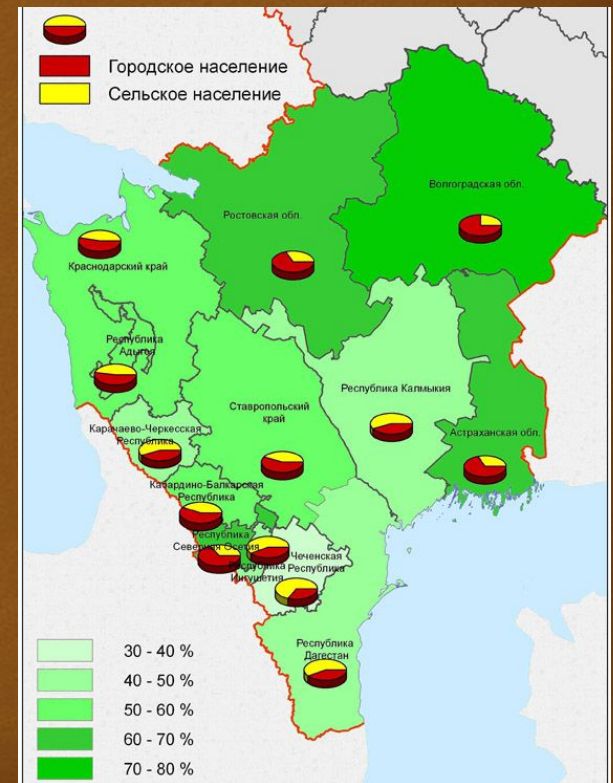 Городское население
Сельское население
Волгоградская обл.
Ростовская обл.
Краснодарский край
Республика
Адыгея
Республика Калмыкия
Ставропольский
край
Астраханская обл.
Карачаево-Черкесская
Республика
Кабардино-Балкарская
Республика
Республика
Северная Осетия
Чеченская
Республика
Республика
Ингушетия
Республика
Дагестан
30 - 40 %
40 - 50 %
50 - 60 %
60 - 70 %
70 - 80 %